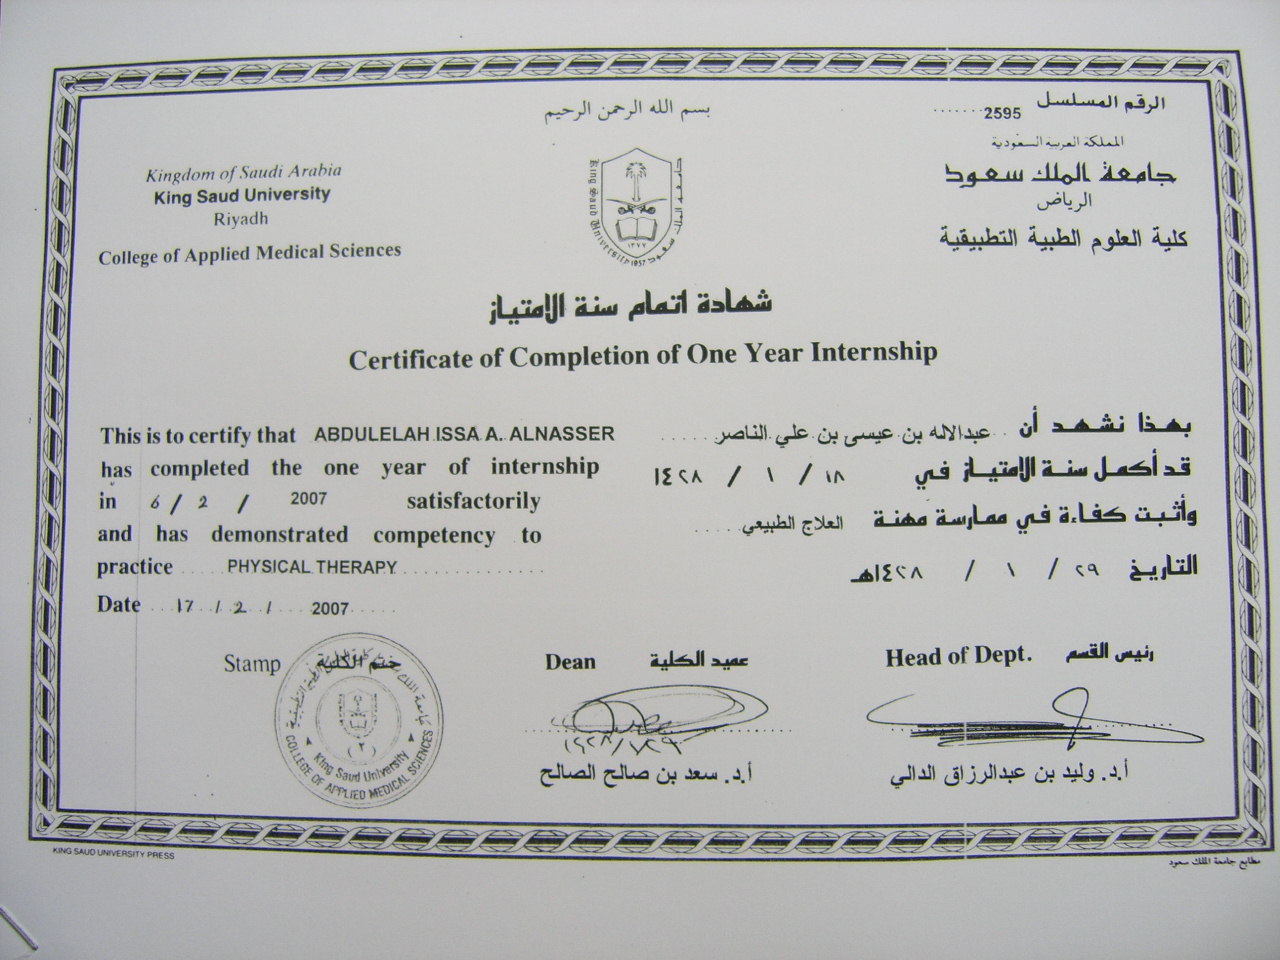 بسم الله الرحمن الرحيم
الرقم المسلسل 2595
Kingdom of Saudi Arabia
King Saud University
Riyadh
College of Applied Medical Sciences
المملكة العربية السعودية
جامعة الملك سعود
الرياض
كلية العلوم الطبية التطبيقية
King Saud University
جامعة الملك سعود
١٣٧٧
1957
شهادة اتمام سنة الامتياز
Certificate of Completion of One Year Internship
This is to certify that ABDULELAH ISSA A. ALNASSER
has completed the one year of internship
in 6 / 2 / 2007 satisfactorily
and has demonstrated competency to
practice PHYSICAL THERAPY
Date 17 / 2 / 2007
بهذا نشهد أن عبدالاله بن عيسى بن علي الناصر
قد أكمل سنة الامتياز في ١٨ / ١ / ١٤٢٨
وأثبت كفاءة في ممارسة مهنة العلاج الطبيعي
التاريخ ٢٩ / ١ / ١٤٢٨هـ
Stamp ختم الكلية
جامعة الملك سعود
(٢)
King Saud University
COLLEGE OF APPLIED MEDICAL SCIENCES
Dean عميد الكلية
أ.د. سعد بن صالح الصالح
Head of Dept. رئيس القسم
أ.د. وليد بن عبدالرزاق الدالي
KING SAUD UNIVERSITY PRESS
مطابع جامعة الملك سعود